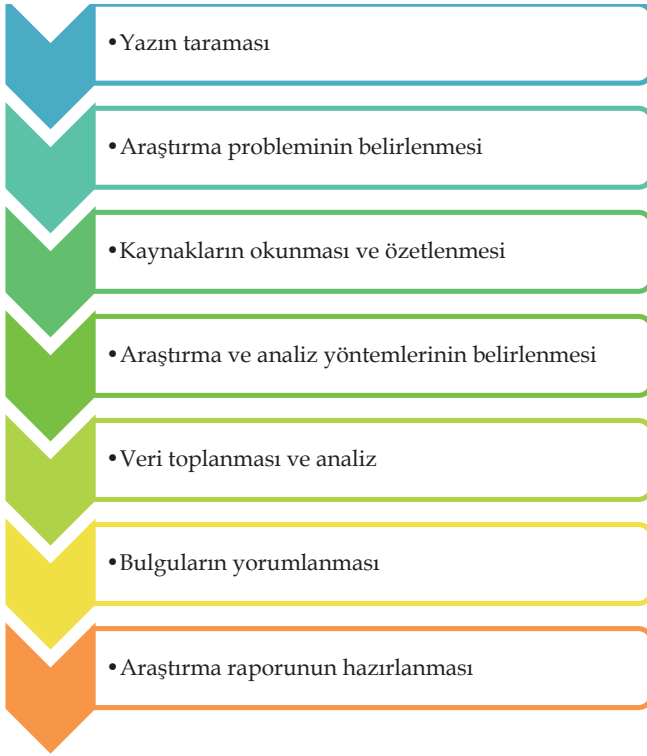 •Yazın taraması
•Araştırma probleminin belirlenmesi
•Kaynakların okunması ve özetlenmesi
•Araştırma ve analiz yöntemlerinin belirlenmesi
•Veri toplanması ve analiz
•Bulguların yorumlanması
•Araştırma raporunun hazırlanması